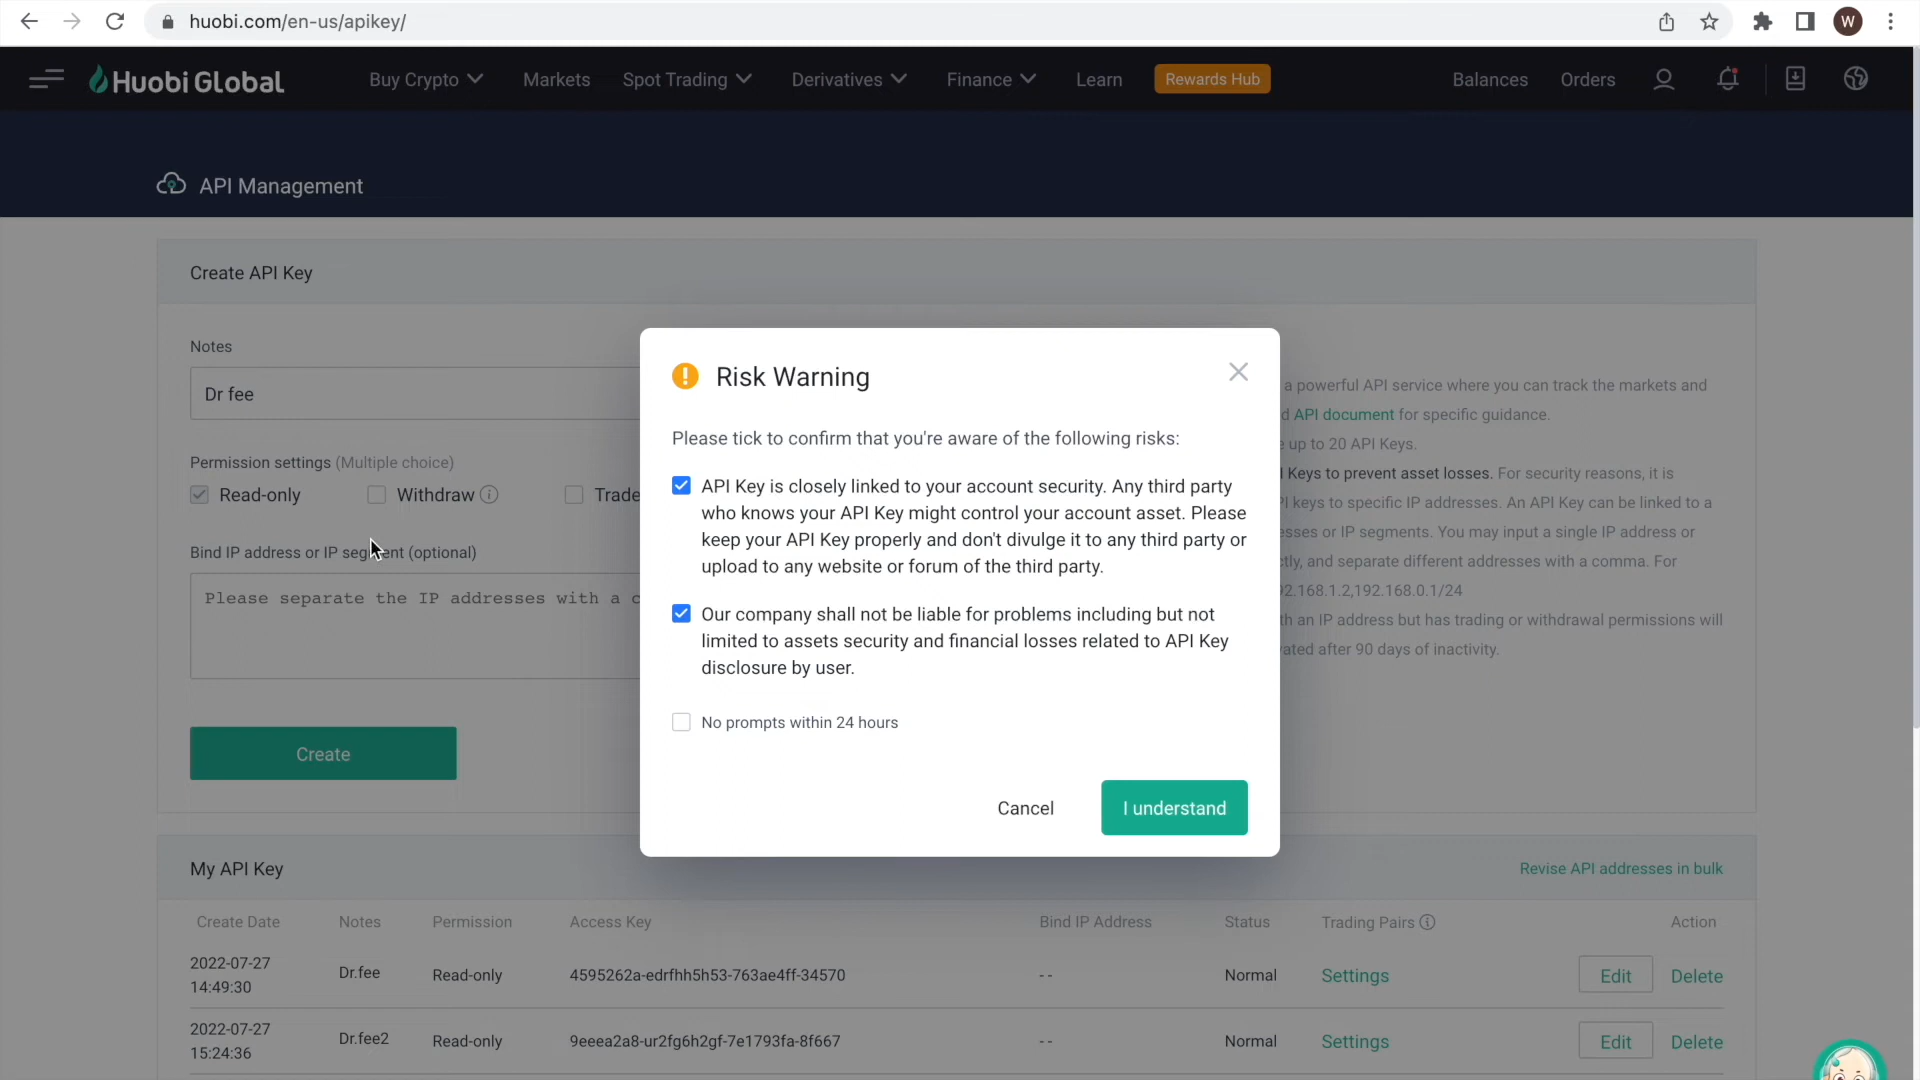 huobi.com/en-us/apikey/
W
Huobi Global
Buy Crypto
Markets
Spot Trading
Derivatives
Finance
Learn
Rewards Hub
Balances
Orders
API Management
Create API Key
Notes
Dr fee
Permission settings (Multiple choice)
Read-only
Withdraw
Trade
Bind IP address or IP segment (optional)
Please separate the IP addresses with a c
Create
a powerful API service where you can track the markets and
d API document for specific guidance.
e up to 20 API Keys.
l Keys to prevent asset losses. For security reasons, it is
PI keys to specific IP addresses. An API Key can be linked to a
esses or IP segments. You may input a single IP address or
ctly, and separate different addresses with a comma. For
92.168.1.2,192.168.0.1/24
th an IP address but has trading or withdrawal permissions will
ated after 90 days of inactivity.
Risk Warning
Please tick to confirm that you're aware of the following risks:
API Key is closely linked to your account security. Any third party
who knows your API Key might control your account asset. Please
keep your API Key properly and don't divulge it to any third party or
upload to any website or forum of the third party.
Our company shall not be liable for problems including but not
limited to assets security and financial losses related to API Key
disclosure by user.
No prompts within 24 hours
Cancel
I understand
My API Key
Revise API addresses in bulk
Create Date Notes Permission Access Key Bind IP Address Status Trading Pairs Action
2022-07-27
14:49:30
Dr.fee Read-only 4595262a-edrfhh5h53-763ae4ff-34570 - - Normal Settings Edit Delete
2022-07-27
15:24:36
Dr.fee2 Read-only 9eeea2a8-ur2fg6h2gf-7e1793fa-8f667 - - Normal Settings Edit Delete